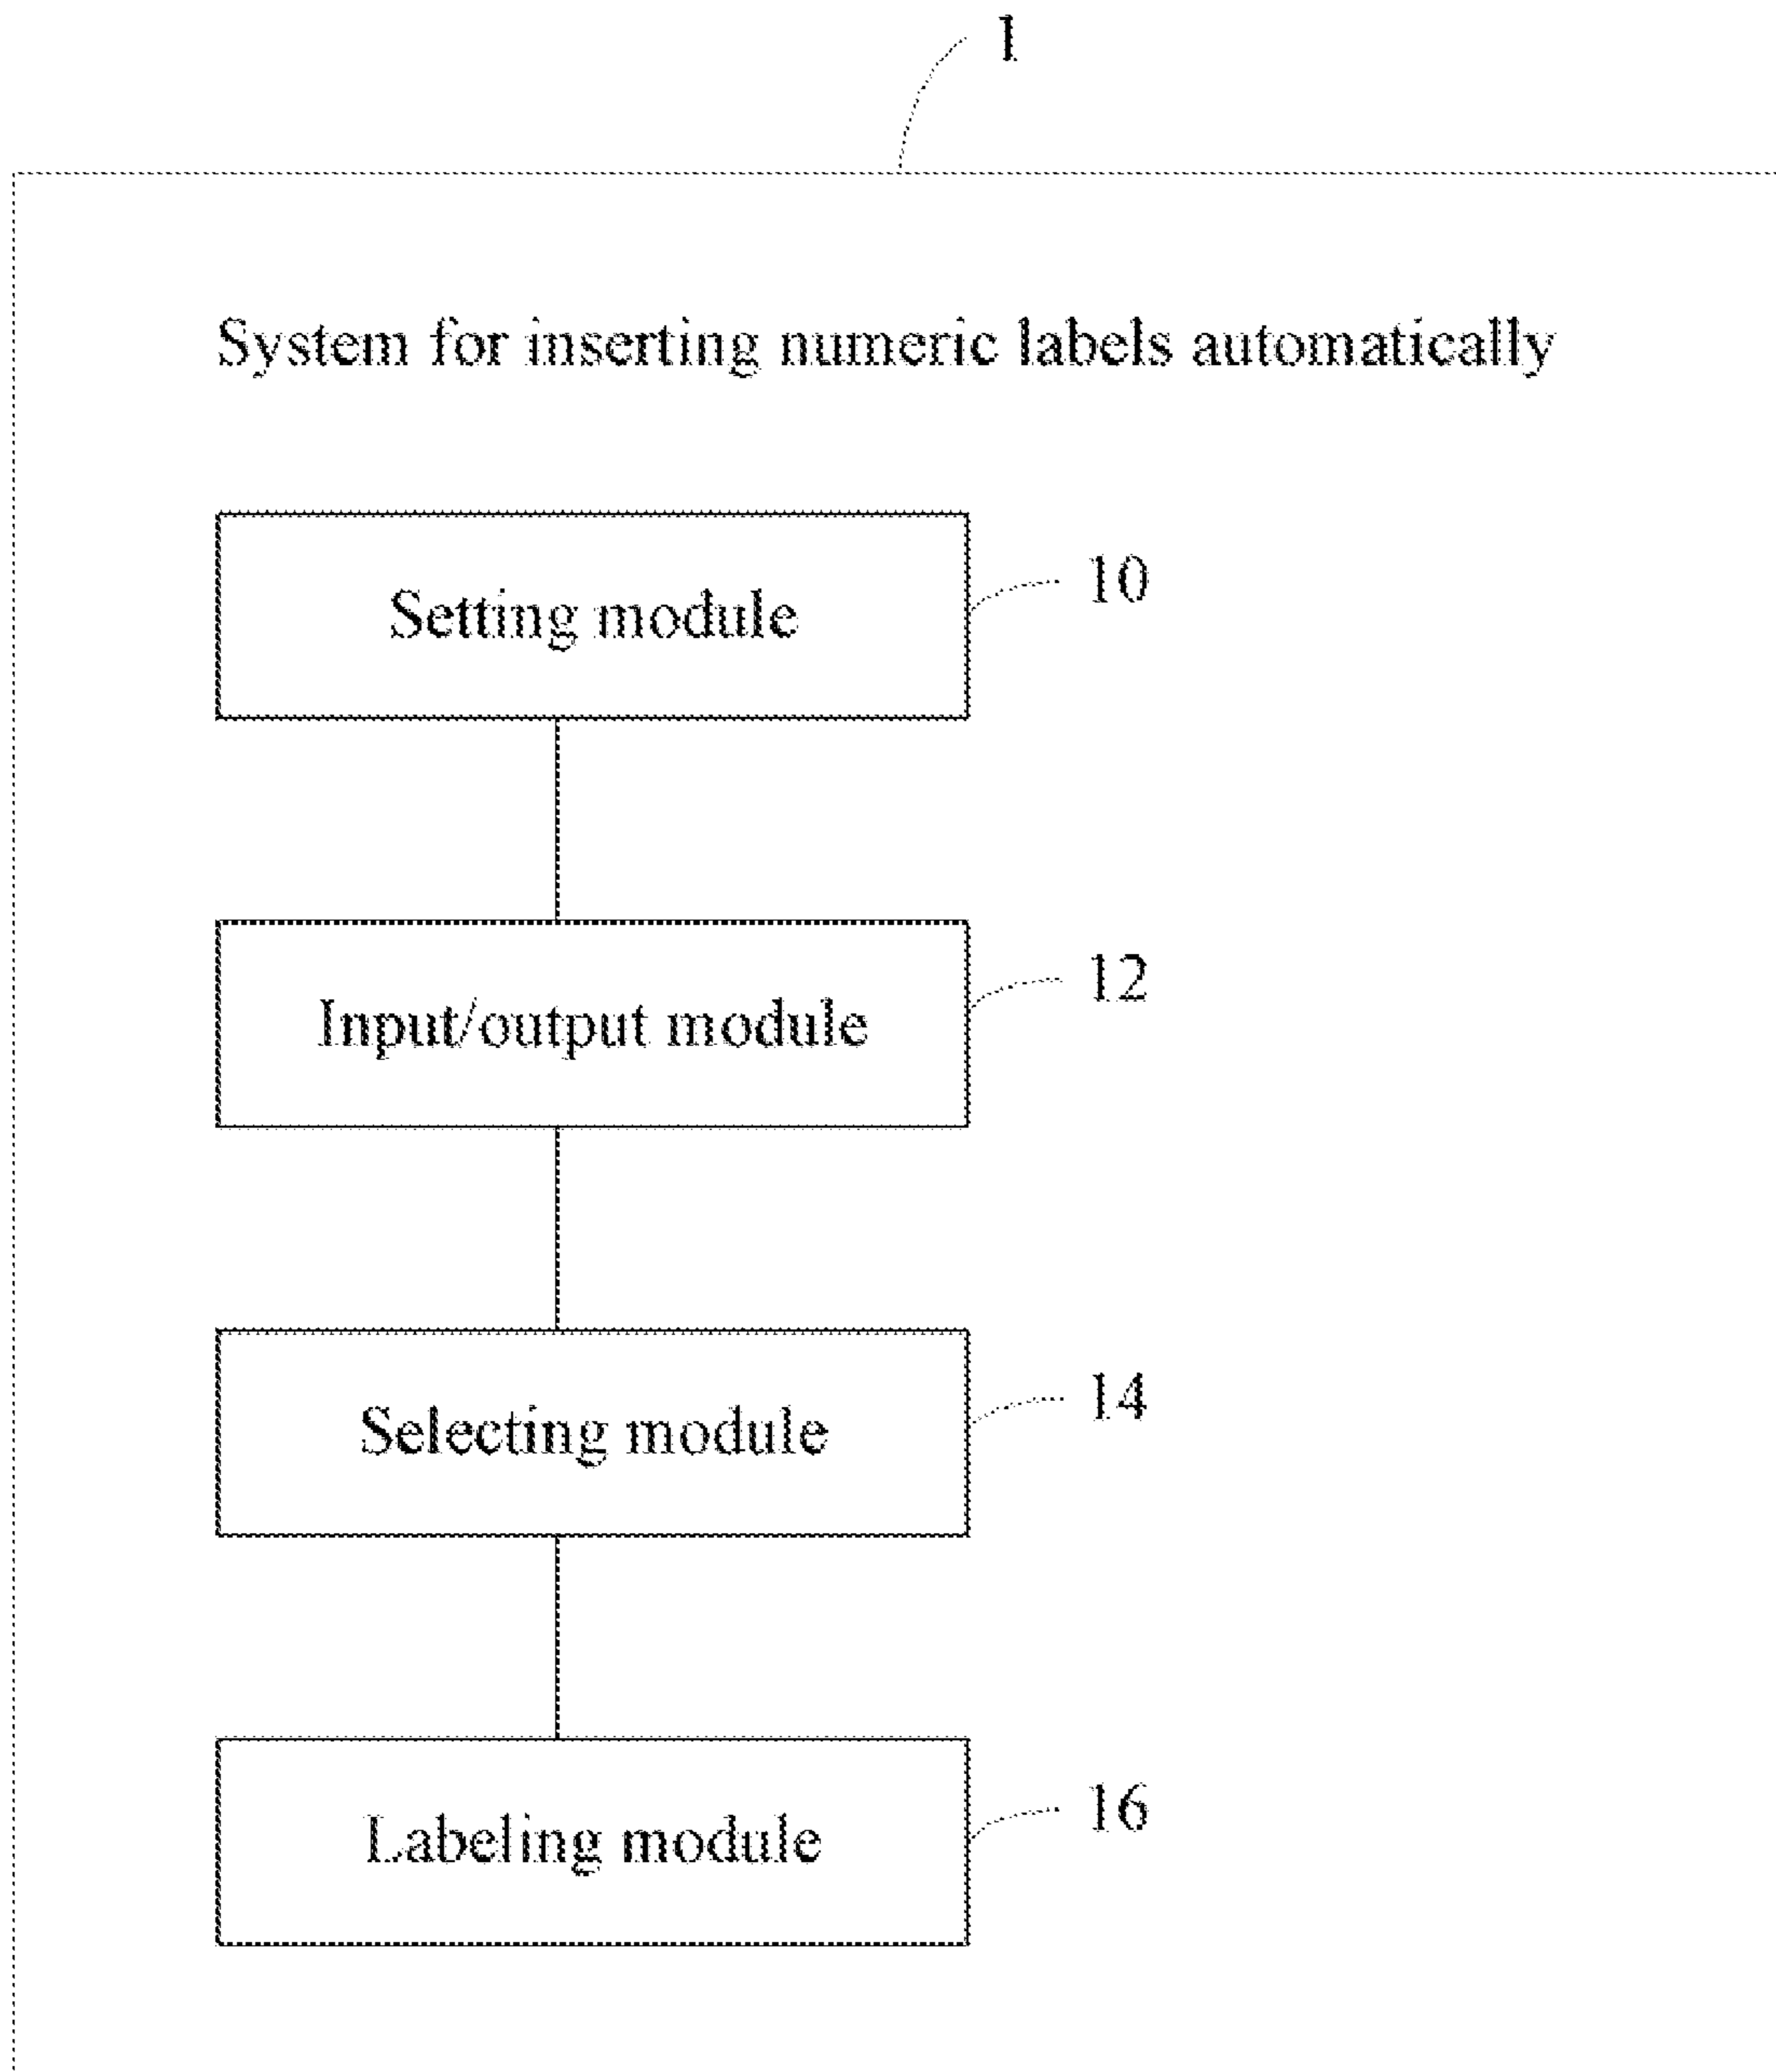 1
System for inserting numeric labels automatically
Setting module
10
Input/output module
12
Selecting module
14
Labeling module
16